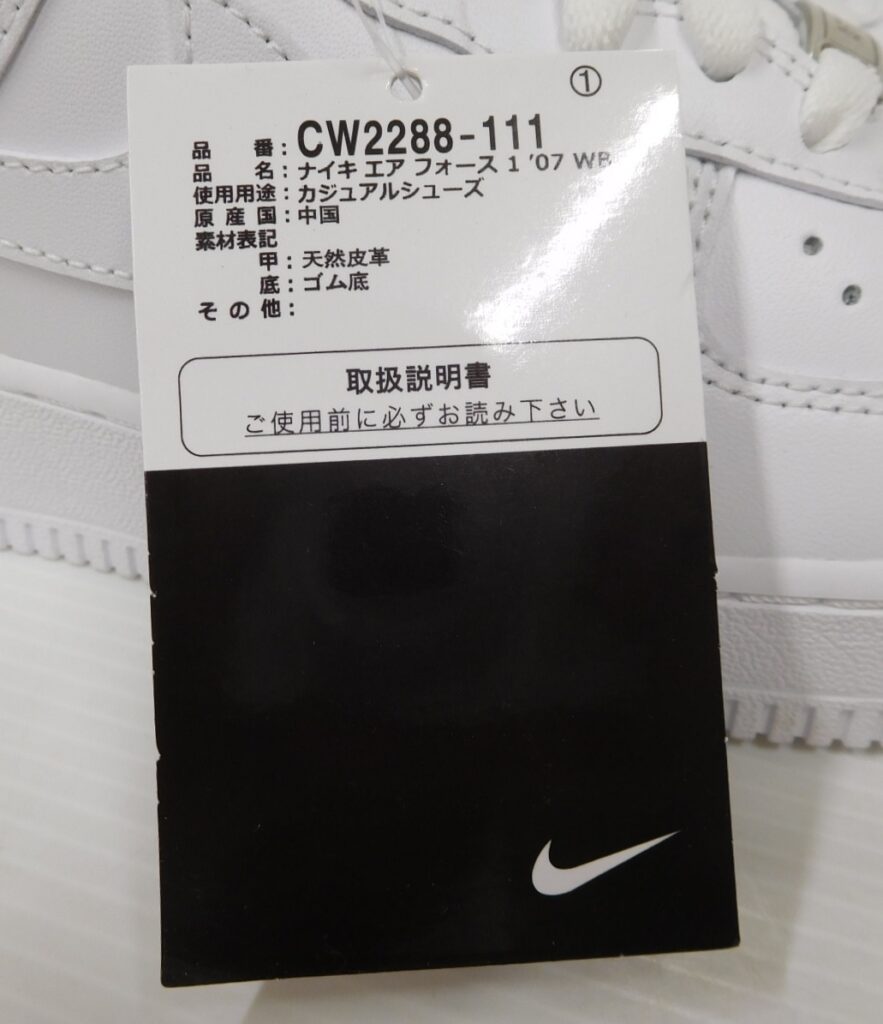 ①
品 番：CW2288-111
品 名：ナイキ エア フォース 1 '07 WB
使用用途：カジュアルシューズ
原 産 国：中国
素材表記
甲：天然皮革
底：ゴム底
そ の 他：
取扱説明書
ご使用前に必ずお読み下さい